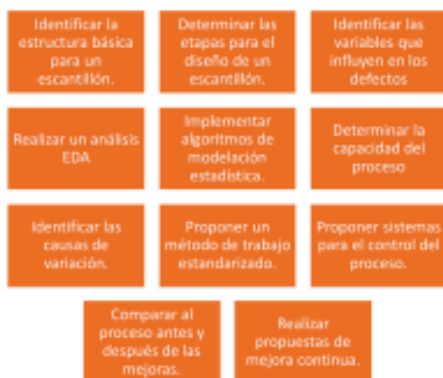 Identificar la
estructura básica
para un
escantillón.
Determinar las
etapas para el
diseño de un
escantillón.
Identificar las
variables que
influyen en los
defectos
Realizar un análisis
EDA
Implementar
algoritmos de
modelación
estadística.
Determinar la
capacidad del
proceso
Identificar las
causas de
variación.
Proponer un
método de trabajo
estandarizado.
Proponer sistemas
para el control del
proceso.
Comparar al
proceso antes y
después de las
mejoras.
Realizar
propuestas de
mejora continua.